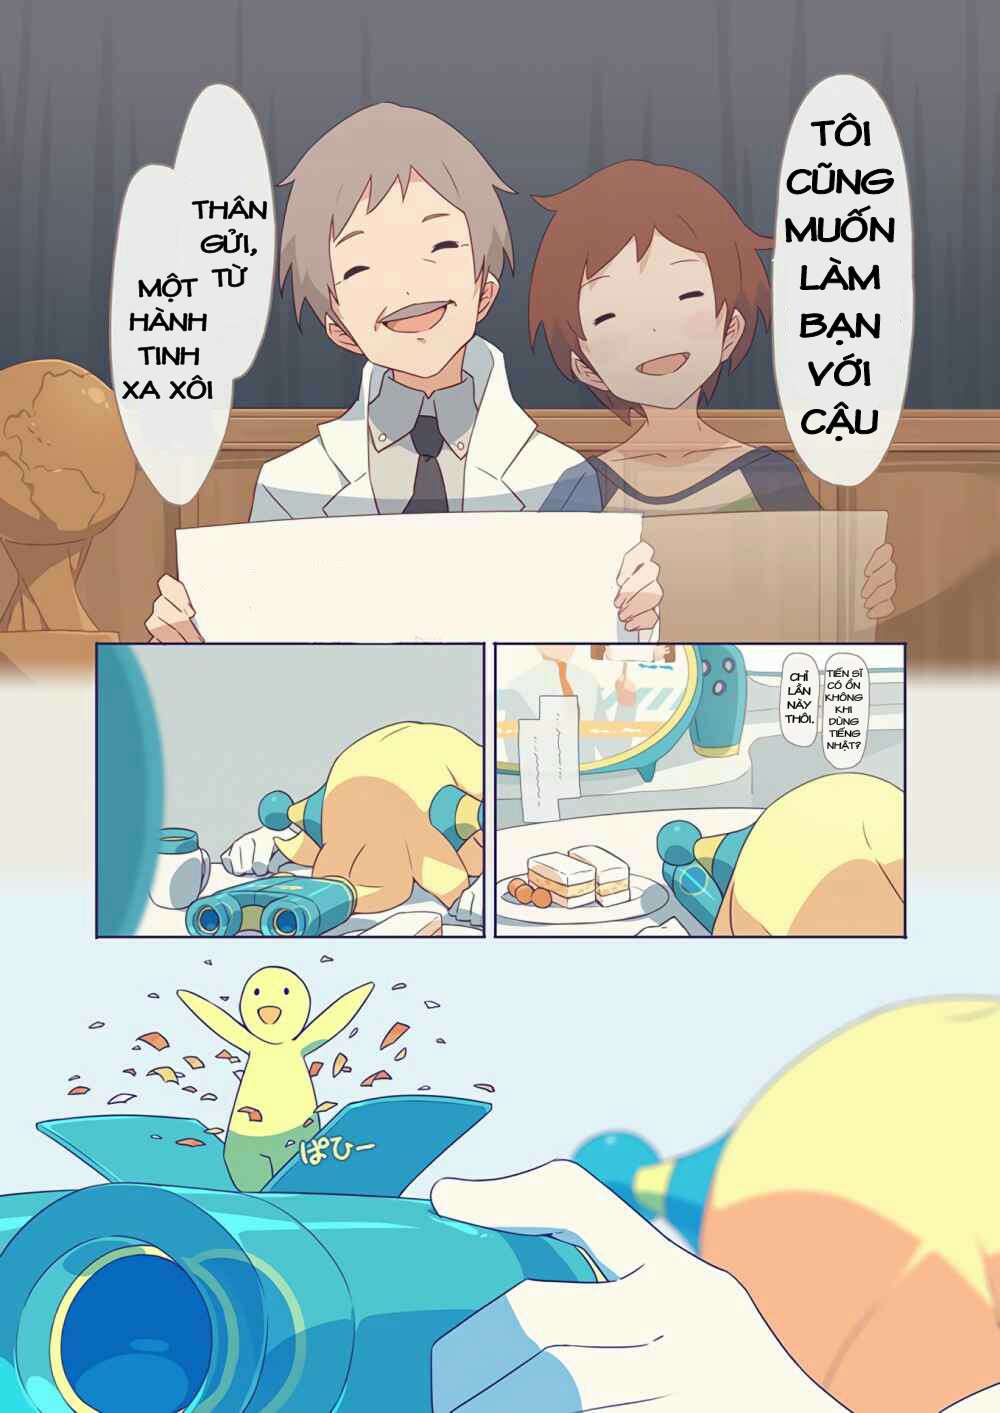 TÔI
CŨNG
MUỐN
LÀM
BẠN
VỚI
CẬU
THÂN
GỬI,
TỪ
MỘT
HÀNH
TINH
XA XÔI
TIẾN SĨ
CÓ ỔN
KHÔNG
KHI
DÙNG
TIẾNG
NHẬT?
CHỈ
LẦN
NÀY
THÔI.
ぱひー